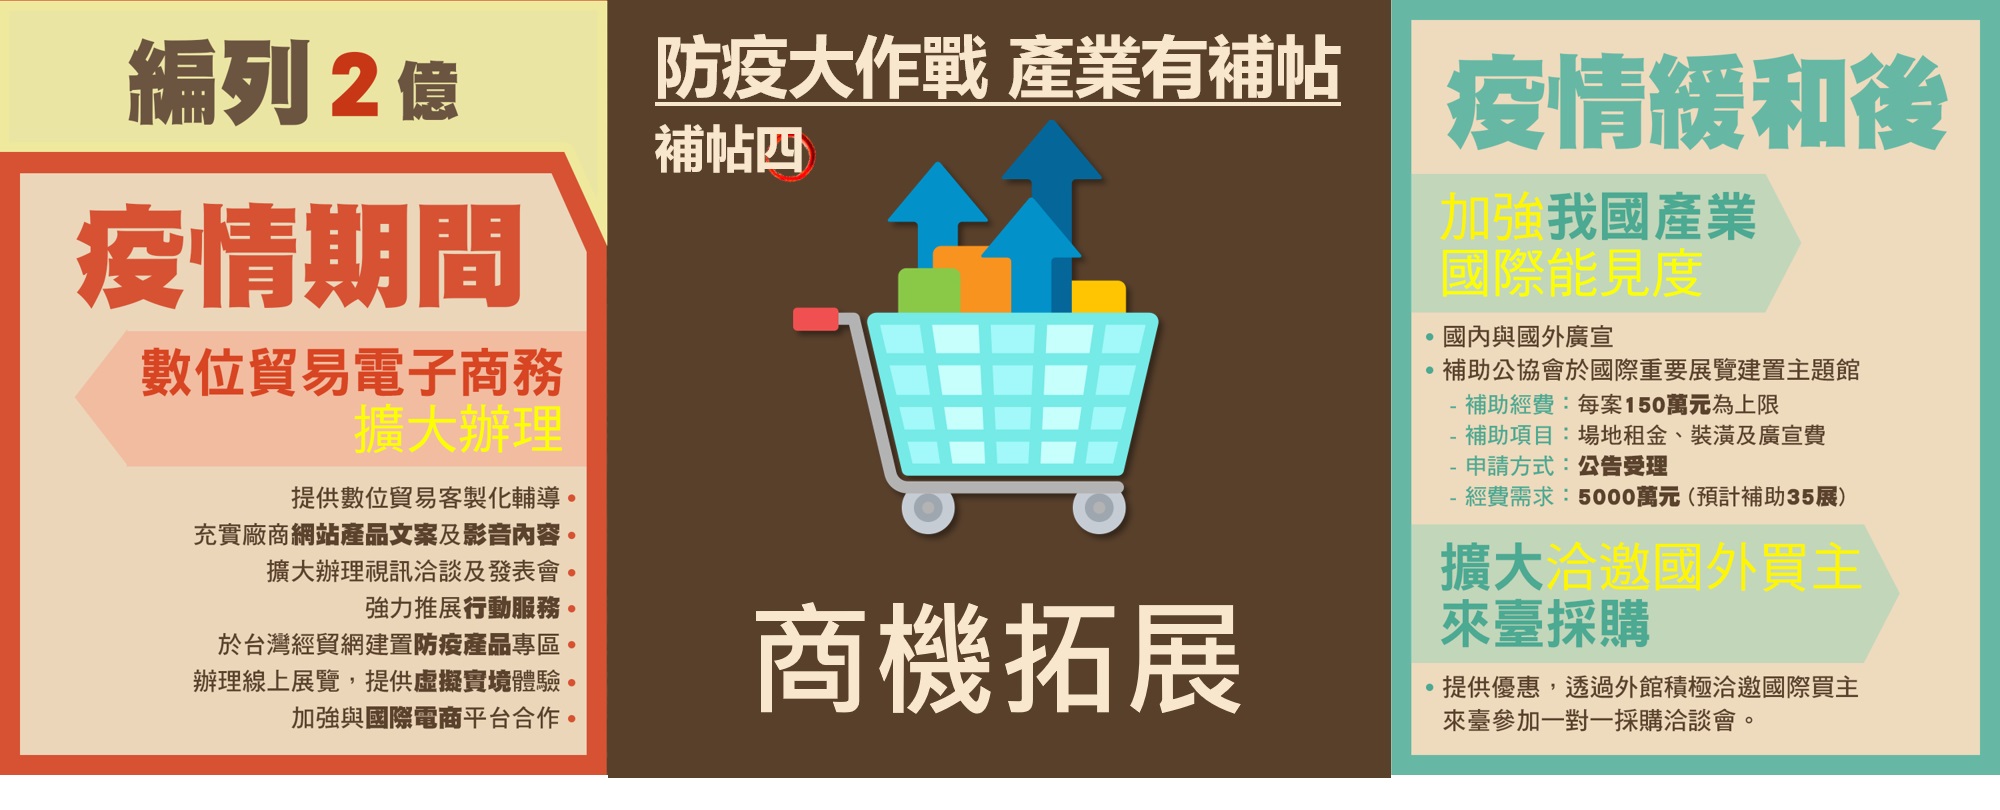 編列2億
疫情期間
數位貿易電子商務
擴大辦理
提供數位貿易客製化輔導•
充實廠商網站產品文案及影音內容•
擴大辦理視訊洽談及發表會•
強力推展行動服務•
於台灣經貿網建置防疫產品專區•
辦理線上展覽,提供虛擬實境體驗•
加強與國際電商平台合作•
防疫大作戰 產業有補帖
補帖四
商機拓展
疫情緩和後
加強我國產業
國際能見度
•國內與國外廣宣
•補助公協會於國際重要展覽建置主題館
- 補助經費:每案150萬元為上限
- 補助項目:場地租金、裝潢及廣宣費
- 申請方式:公告受理
- 經費需求:5000萬元(預計補助35展)
擴大洽邀國外買主
來臺採購
•提供優惠,透過外館積極洽邀國際買主
來臺參加一對一採購洽談會。